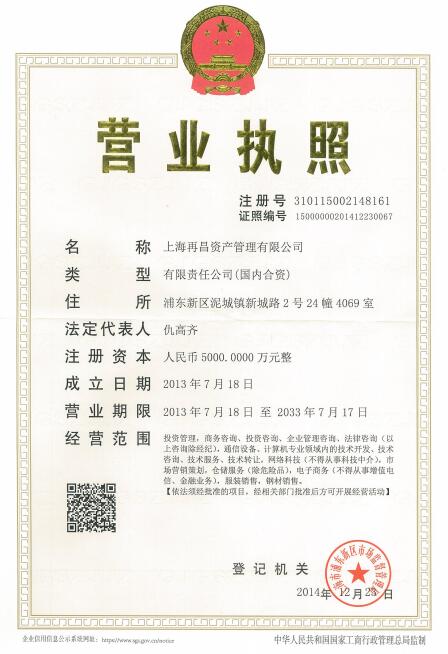 营业执照
注册号 310115002148161
证照编号 15000000201412230067
名称 上海再昌资产管理有限公司
类型 有限责任公司(国内合资)
住所 浦东新区泥城镇新城路2号24幢4069室
法定代表人 仇高齐
注册资本 人民币5000.0000万元整
成立日期 2013年7月18日
营业期限 2013年7月18日 至 2033年7月17日
经营范围 投资管理，商务咨询、投资咨询、企业管理咨询、法律咨询（以
上咨询除经纪），通信设备、计算机专业领域内的技术开发、技术
咨询、技术服务、技术转让，网络科技（不得从事科技中介），市
场营销策划，仓储服务（除危险品），电子商务（不得从事增值电
信、金融业务），服装销售，钢材销售。
【依法须经批准的项目，经相关部门批准后方可开展经营活动】
登记机关
上海市浦东新区市场监督管理局
2014年12月23日
企业信用信息公示系统网址：https://www.sgs.gov.cn/notice
中华人民共和国国家工商行政管理总局监制